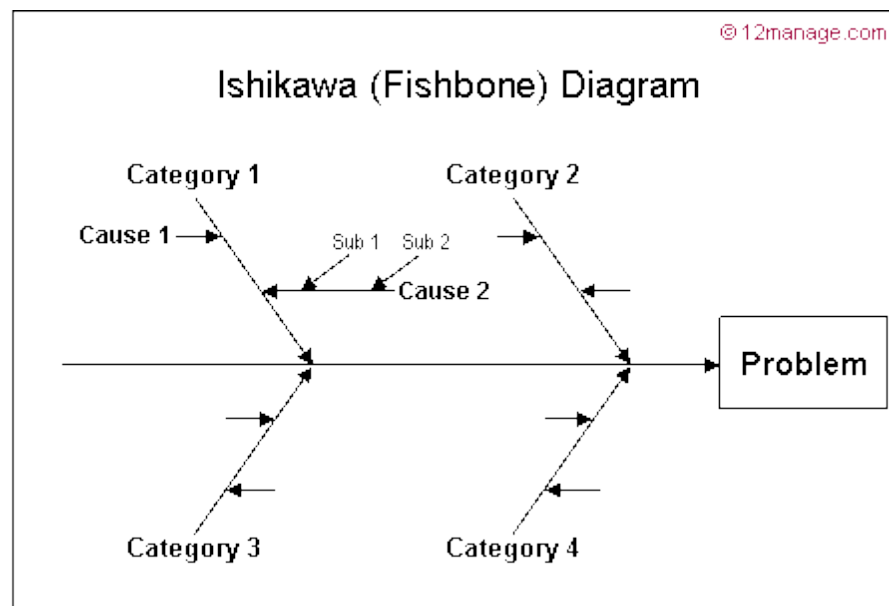 © 12manage.com
Ishikawa (Fishbone) Diagram
Category 1
Category 2
Cause 1
Sub 1
Sub 2
Cause 2
Problem
Category 3
Category 4